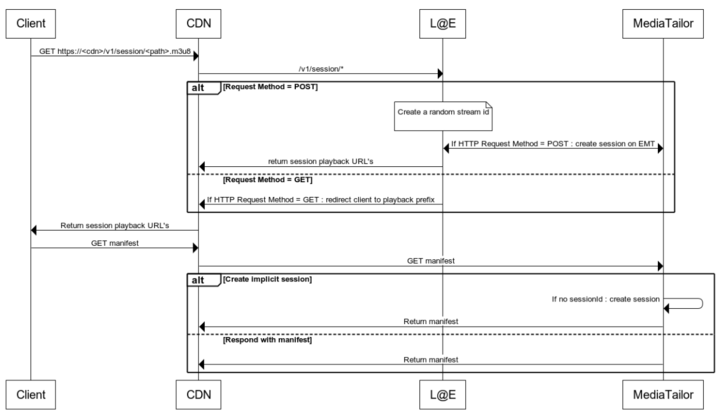 Client CDN L@E MediaTailor
GET https://<cdn>/v1/session/<path>.m3u8
/v1/session/*
alt [Request Method = POST]
Create a random stream id
If HTTP Request Method = POST : create session on EMT
return session playback URL's
[Request Method = GET]
If HTTP Request Method = GET : redirect client to playback prefix
Return session playback URL's
GET manifest
GET manifest
alt [Create implicit session]
If no sessionId : create session
Return manifest
[Respond with manifest]
Return manifest
Client CDN L@E MediaTailor